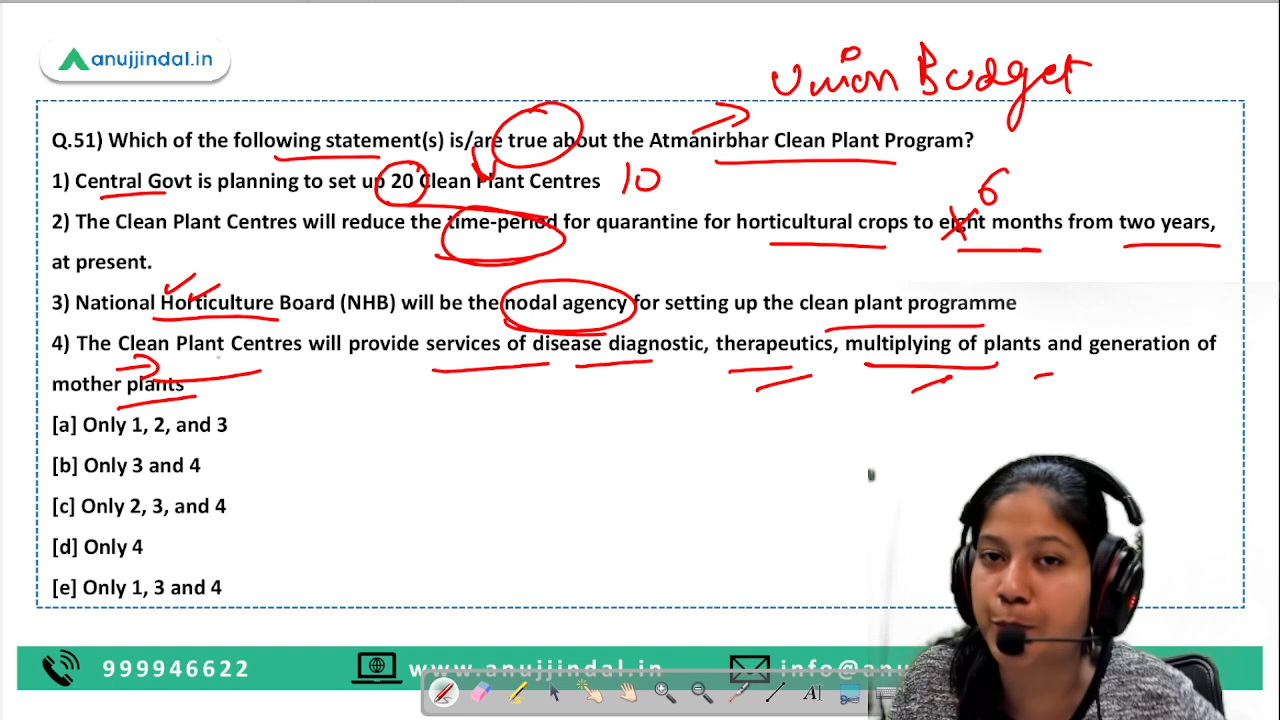 anujjindal.in
Union Budget
Q.51) Which of the following statement(s) is/are true about the Atmanirbhar Clean Plant Program?
1) Central Govt is planning to set up 20 Clean Plant Centres 10
6
2) The Clean Plant Centres will reduce the time-period for quarantine for horticultural crops to eight months from two years,
at present.
3) National Horticulture Board (NHB) will be the nodal agency for setting up the clean plant programme
4) The Clean Plant Centres will provide services of disease diagnostic, therapeutics, multiplying of plants and generation of
mother plants
[a] Only 1, 2, and 3
[b] Only 3 and 4
[c] Only 2, 3, and 4
[d] Only 4
[e] Only 1, 3 and 4
999946622 www.anujjindal.in info@anu
A